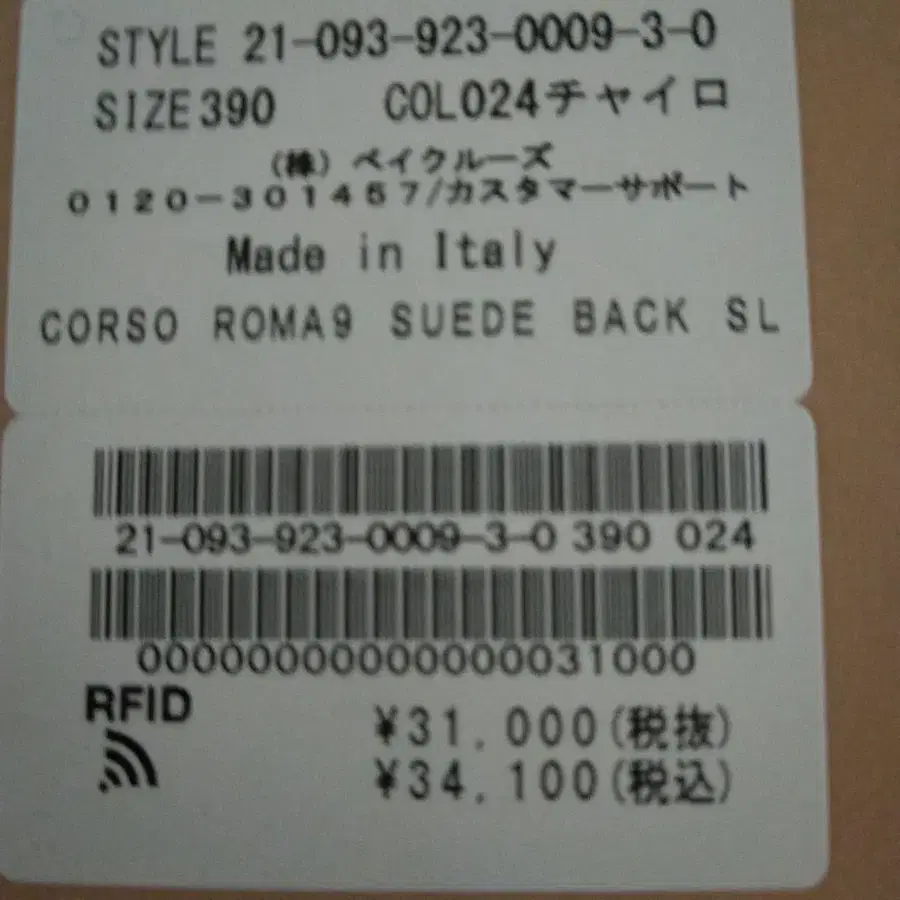 STYLE 21-093-923-0009-3-0
SIZE390 COL024チャイロ
(株) ベイクルーズ
0120-301457/カスタマーサポート
Made in Italy
CORSO ROMA9 SUEDE BACK SL
21-093-923-0009-3-0 390 024
000000000000000031000
RFID
¥31,000(税抜)
¥34,100(税込)